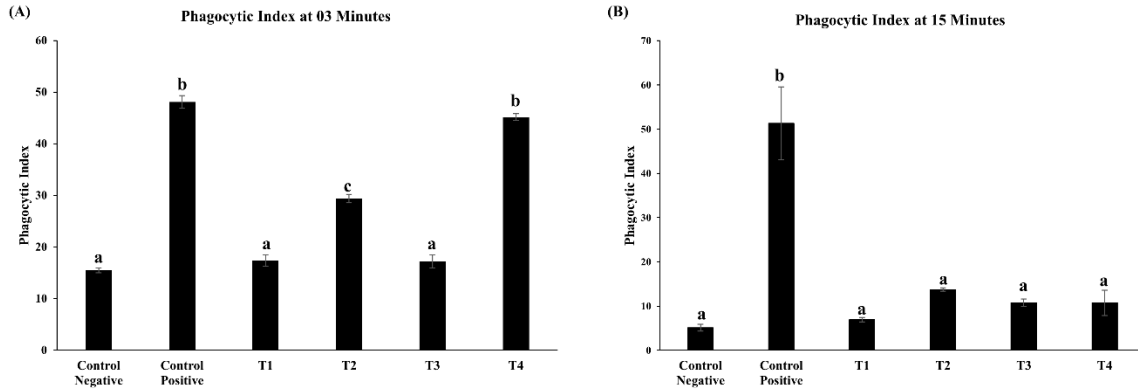 (A)
Phagocytic Index at 03 Minutes
60
50
40
30
20
10
0
Phagocytic Index
a
b
a
c
a
b
Control
Negative
Control
Positive
T1
T2
T3
T4
(B)
Phagocytic Index at 15 Minutes
70
60
50
40
30
20
10
0
Phagocytic Index
a
b
a
a
a
a
Control
Negative
Control
Positive
T1
T2
T3
T4